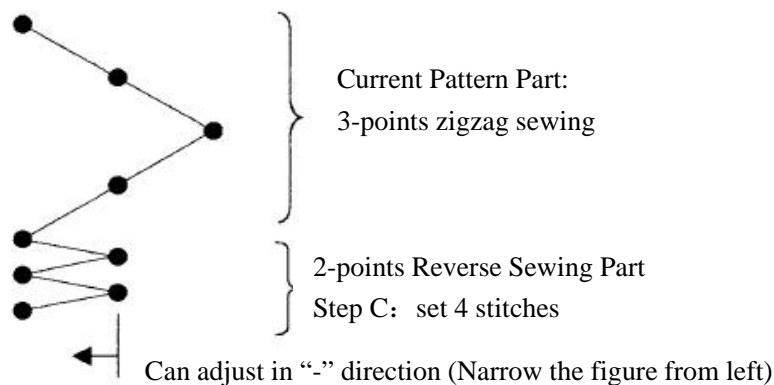 Current Pattern Part:
3-points zigzag sewing
2-points Reverse Sewing Part
Step C：set 4 stitches
Can adjust in “-” direction (Narrow the figure from left)